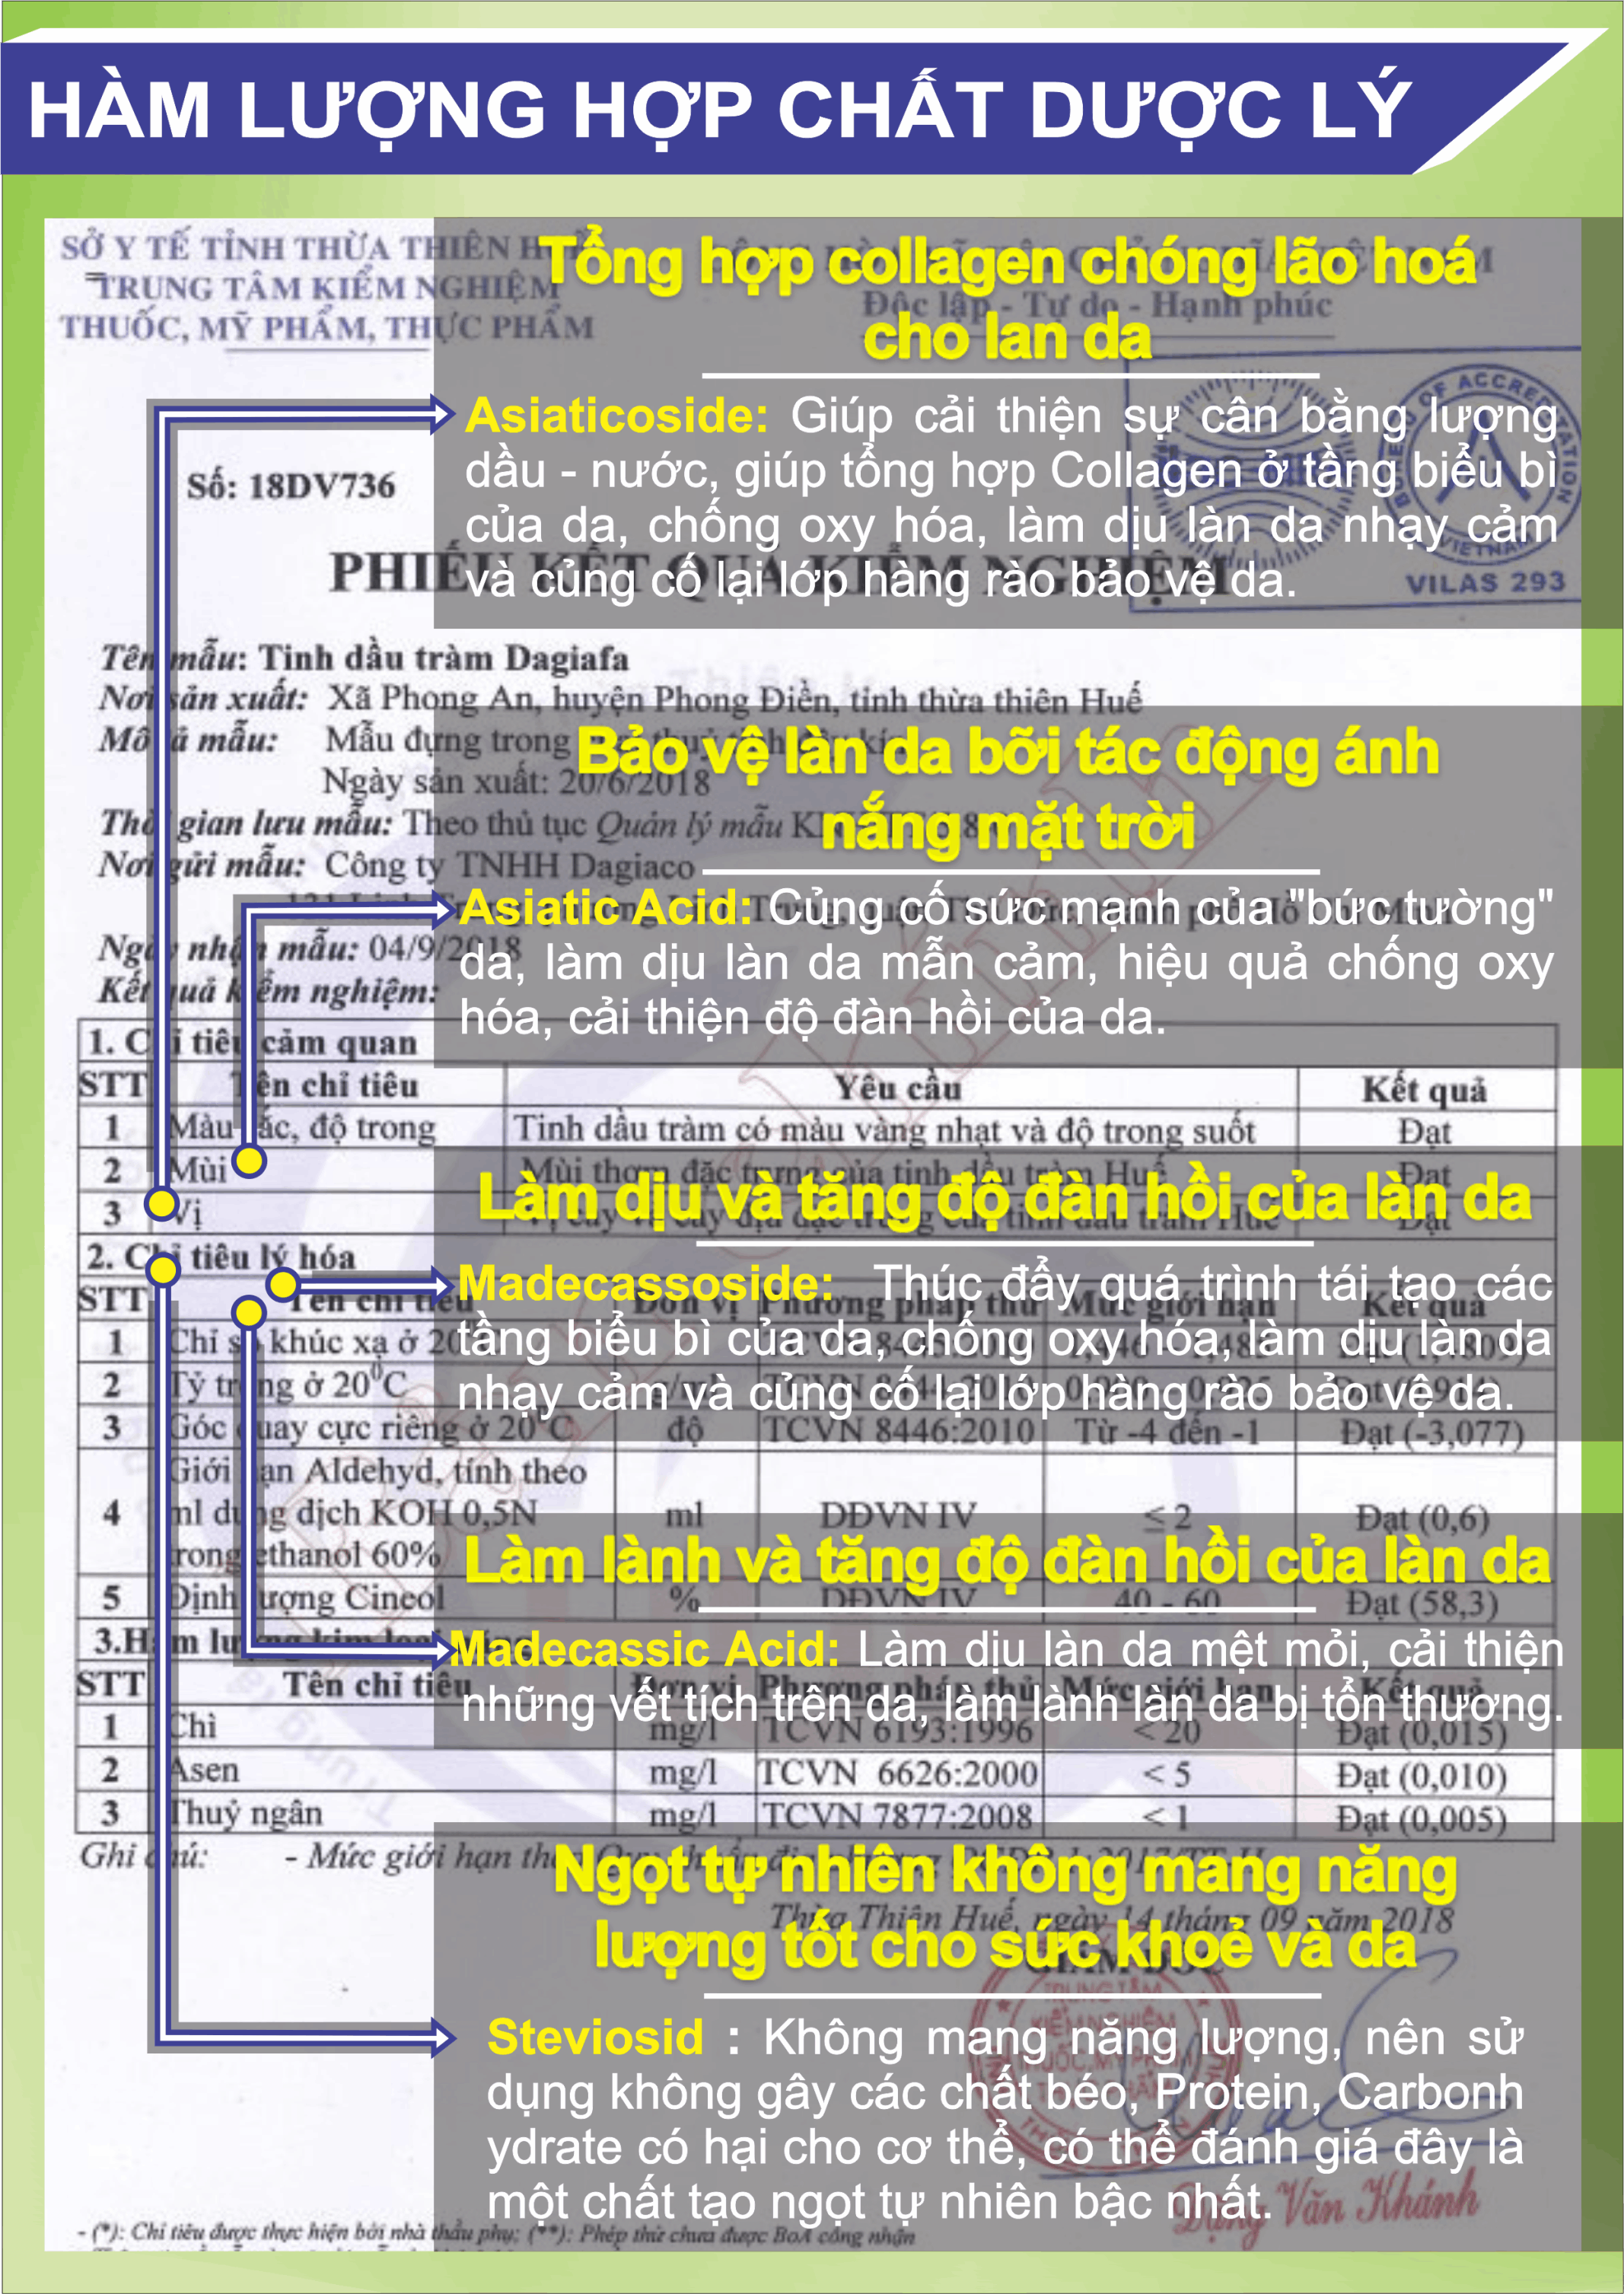 HÀM LƯỢNG HỢP CHẤT DƯỢC LÝ
SỞ Y TẾ TỈNH THỪA THIÊN
TRUNG TÂM KIỂM NGHIỆM
THUỐC, MỸ PHẨM, THỰC PHẨM
Độc lập - Tự do - Hạnh phúc
Tổng hợp collagen chóng lão hoá
cho lan da
Asiaticoside: Giúp cải thiện sự cân bằng lượng
dầu - nước, giúp tổng hợp Collagen ở tầng biểu bì
của da, chống oxy hóa, làm dịu làn da nhạy cảm
và củng cố lại lớp hàng rào bảo vệ da.
VILAS 293
Số: 18DV736
PHIẾU KẾT QUẢ KIỂM NGHIỆM
Tên mẫu: Tinh dầu tràm Dagiafa
Nơi sản xuất: Xã Phong An, huyện Phong Điền, tỉnh thừa thiên Huế
Mô tả mẫu: Mẫu đựng trong
Ngày sản xuất: 20/6/2018
Thời gian lưu mẫu: Theo thủ tục Quản lý mẫu
Nơi gửi mẫu: Công ty TNHH Dagiaco
Bảo vệ làn da bỡi tác động ánh
nắng mặt trời
Asiatic Acid: Củng cố sức mạnh của "bức tường"
da, làm dịu làn da mẫn cảm, hiệu quả chống oxy
hóa, cải thiện độ đàn hồi của da.
Ngày nhận mẫu: 04/9/2018
Kết quả kiểm nghiệm:
1. Chỉ tiêu cảm quan
STT Tên chỉ tiêu Yêu cầu Kết quả
1 Màu sắc, độ trong Tinh dầu tràm có màu vàng nhạt và độ trong suốt Đạt
2 Mùi Mùi thơm đặc trưng của tinh dầu tràm Huế Đạt
3 Vị Đạt
Làm dịu và tăng độ đàn hồi của làn da
Madecassoside: Thúc đẩy quá trình tái tạo các
tầng biểu bì của da, chống oxy hóa, làm dịu làn da
nhạy cảm và củng cố lại lớp hàng rào bảo vệ da.
2. Chỉ tiêu lý hóa
STT Tên chỉ tiêu Đơn vị Phương pháp thử Mức giới hạn Kết quả
1 Chỉ số khúc xạ ở
2 Tỷ trọng ở 20⁰C
3 Góc quay cực riêng ở 20⁰C độ TCVN 8446:2010 Từ -4 đến -1 Đạt (-3,077)
4 Giới hạn Aldehyd, tính theo
ml dung dịch KOH 0,5N ml DĐVN IV ≤ 2 Đạt (0,6)
trong ethanol 60%
5 Định lượng Cineol % DĐVN IV 40 - 60 Đạt (58,3)
Làm lành và tăng độ đàn hồi của làn da
Madecassic Acid: Làm dịu làn da mệt mỏi, cải thiện
những vết tích trên da, làm lành làn da bị tổn thương.
3.Hàm lượng kim loại
STT Tên chỉ tiêu Đơn vị Phương pháp thử Mức giới hạn Kết quả
1 Chì mg/l TCVN 6193:1996 < 20 Đạt (0,015)
2 Asen mg/l TCVN 6626:2000 < 5 Đạt (0,010)
3 Thuỷ ngân mg/l TCVN 7877:2008 < 1 Đạt (0,005)
Ghi chú: - Mức giới hạn
Thừa Thiên Huế, ngày 14 tháng 09 năm 2018
GIÁM ĐỐC
Ngọt tự nhiên không mang năng
lượng tốt cho sức khoẻ và da
Steviosid : Không mang năng lượng, nên sử
dụng không gây các chất béo, Protein, Carbonh
ydrate có hại cho cơ thể, có thể đánh giá đây là
một chất tạo ngọt tự nhiên bậc nhất.
Đặng Văn Khánh
- (*): Chỉ tiêu được thực hiện bởi nhà thầu phụ; (**): Phép thử chưa được BoA công nhận